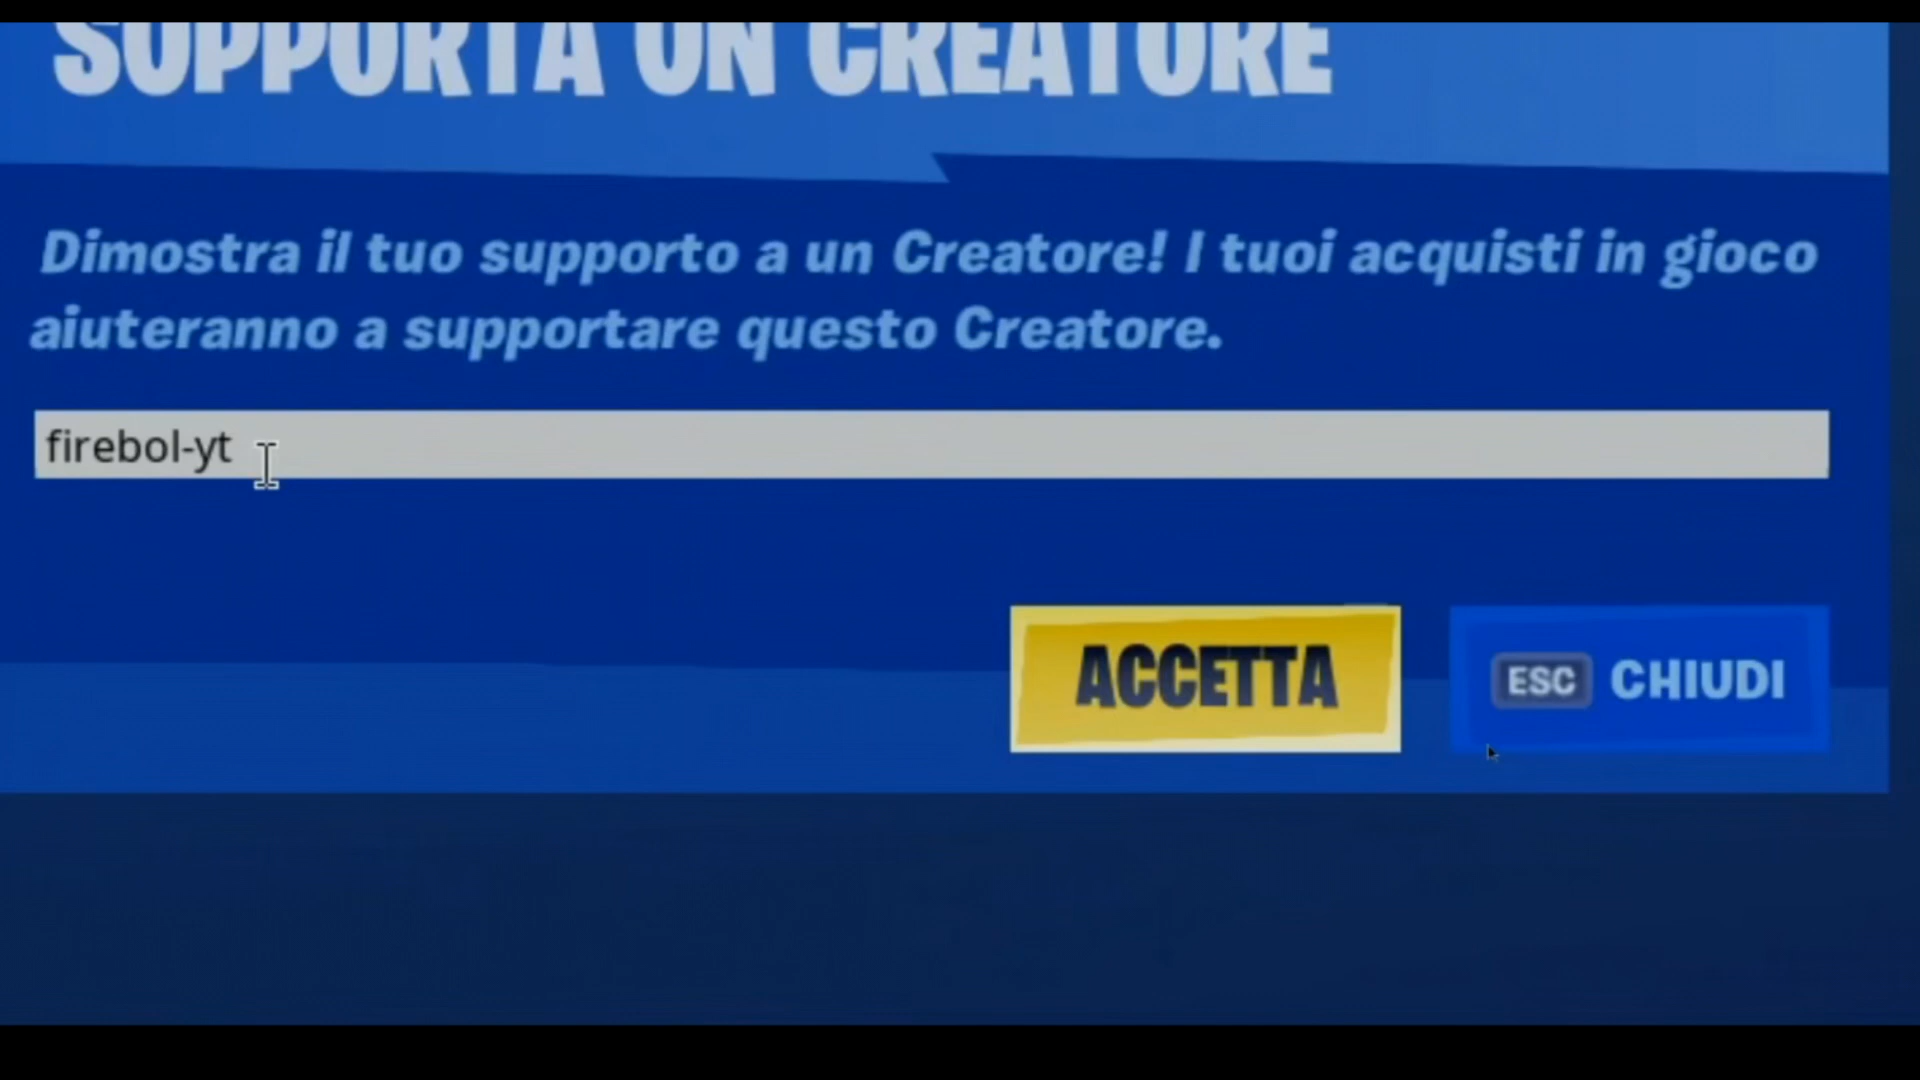 SUPPORTA UN CREATORE
Dimostra il tuo supporto a un Creatore! I tuoi acquisti in gioco
aiuteranno a supportare questo Creatore.
firebol-yt
ACCETTA
ESC CHIUDI